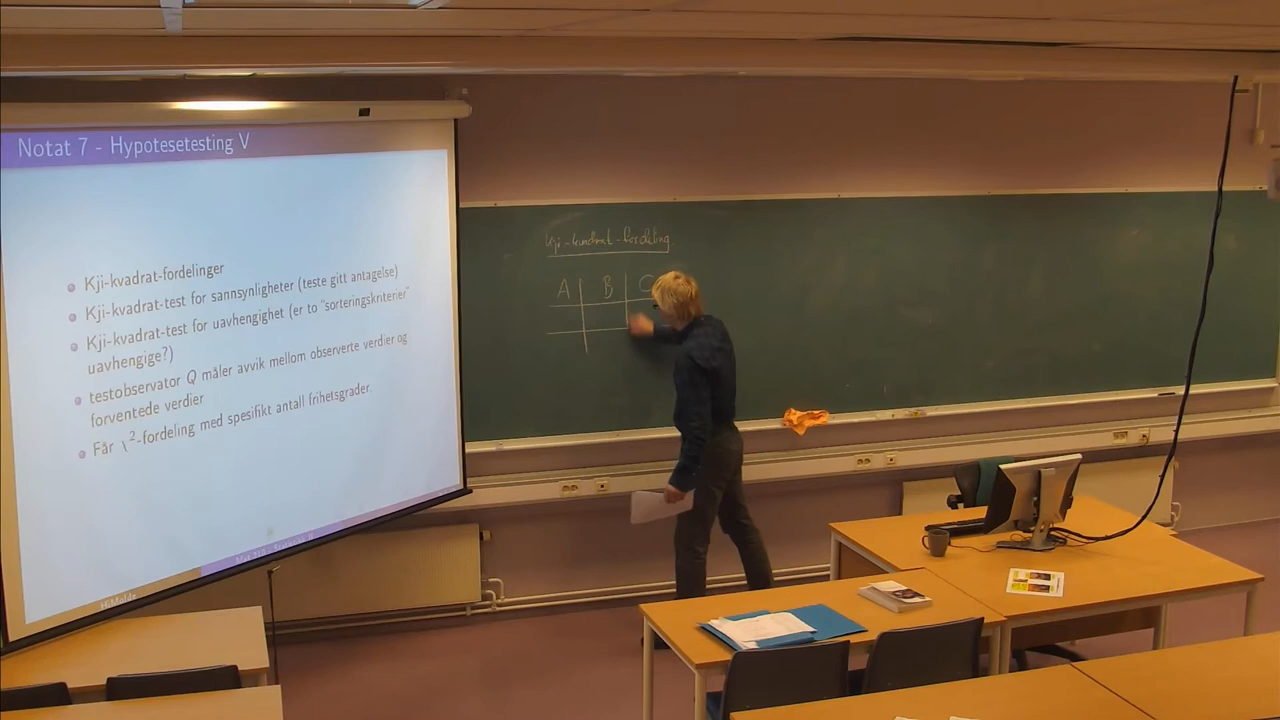 Notat 7 - Hypotesetesting V
Kji-kvadrat-fordelinger
Kji-kvadrat-test for sannsynligheter (teste gitt antagelse)
Kji-kvadrat-test for uavhengighet (er to "sorteringskriterier"
uavhengige?)
testobservator Q måler avvik mellom observerte verdier og
forventede verdier
Får χ²-fordeling med spesifikt antall frihetsgrader.
HiMolde
Kji-kvadrat-fordeling
A B C